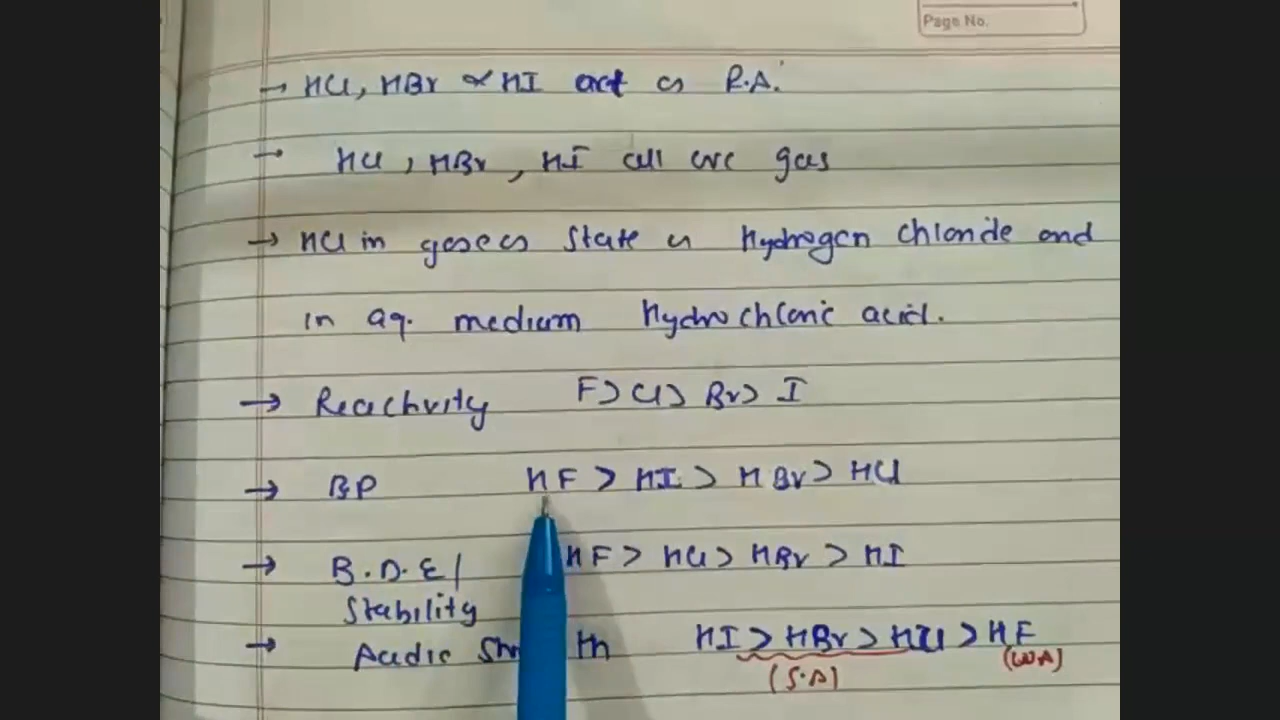 Page No.
→ HCl, HBr & HI act as R.A.
→ HCl, HBr, HI all are gas
→ HCl in gaseos state is Hydrogen chloride and
in aq. medium Hydrochloric acid.
→ Reactivity F > Cl > Br > I
→ BP HF > HI > HBr > HCl
→ B.D.E / HF > HCl > HBr > HI
Stability
→ Acidic HI > HBr > HCl > HF
(S.A) (W.A)